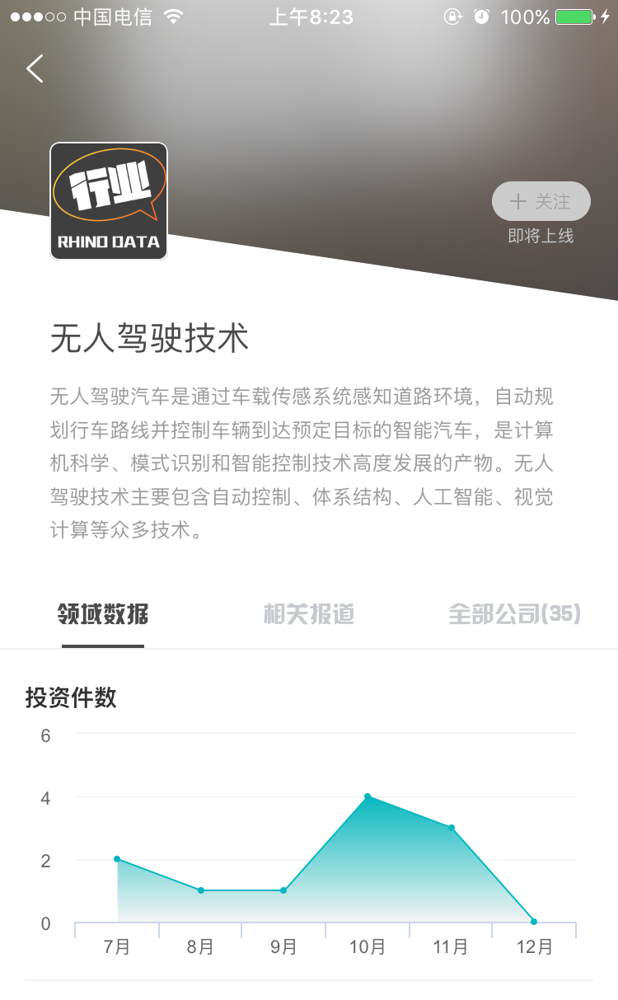 中国电信 上午8:23 100%
行业
RHINO DATA
+ 关注
即将上线
无人驾驶技术
无人驾驶汽车是通过车载传感系统感知道路环境，自动规
划行车路线并控制车辆到达预定目标的智能汽车，是计算
机科学、模式识别和智能控制技术高度发展的产物。无人
驾驶技术主要包含自动控制、体系结构、人工智能、视觉
计算等众多技术。
领域数据 相关报道 全部公司(35)
投资件数
6
4
2
0
7月 8月 9月 10月 11月 12月